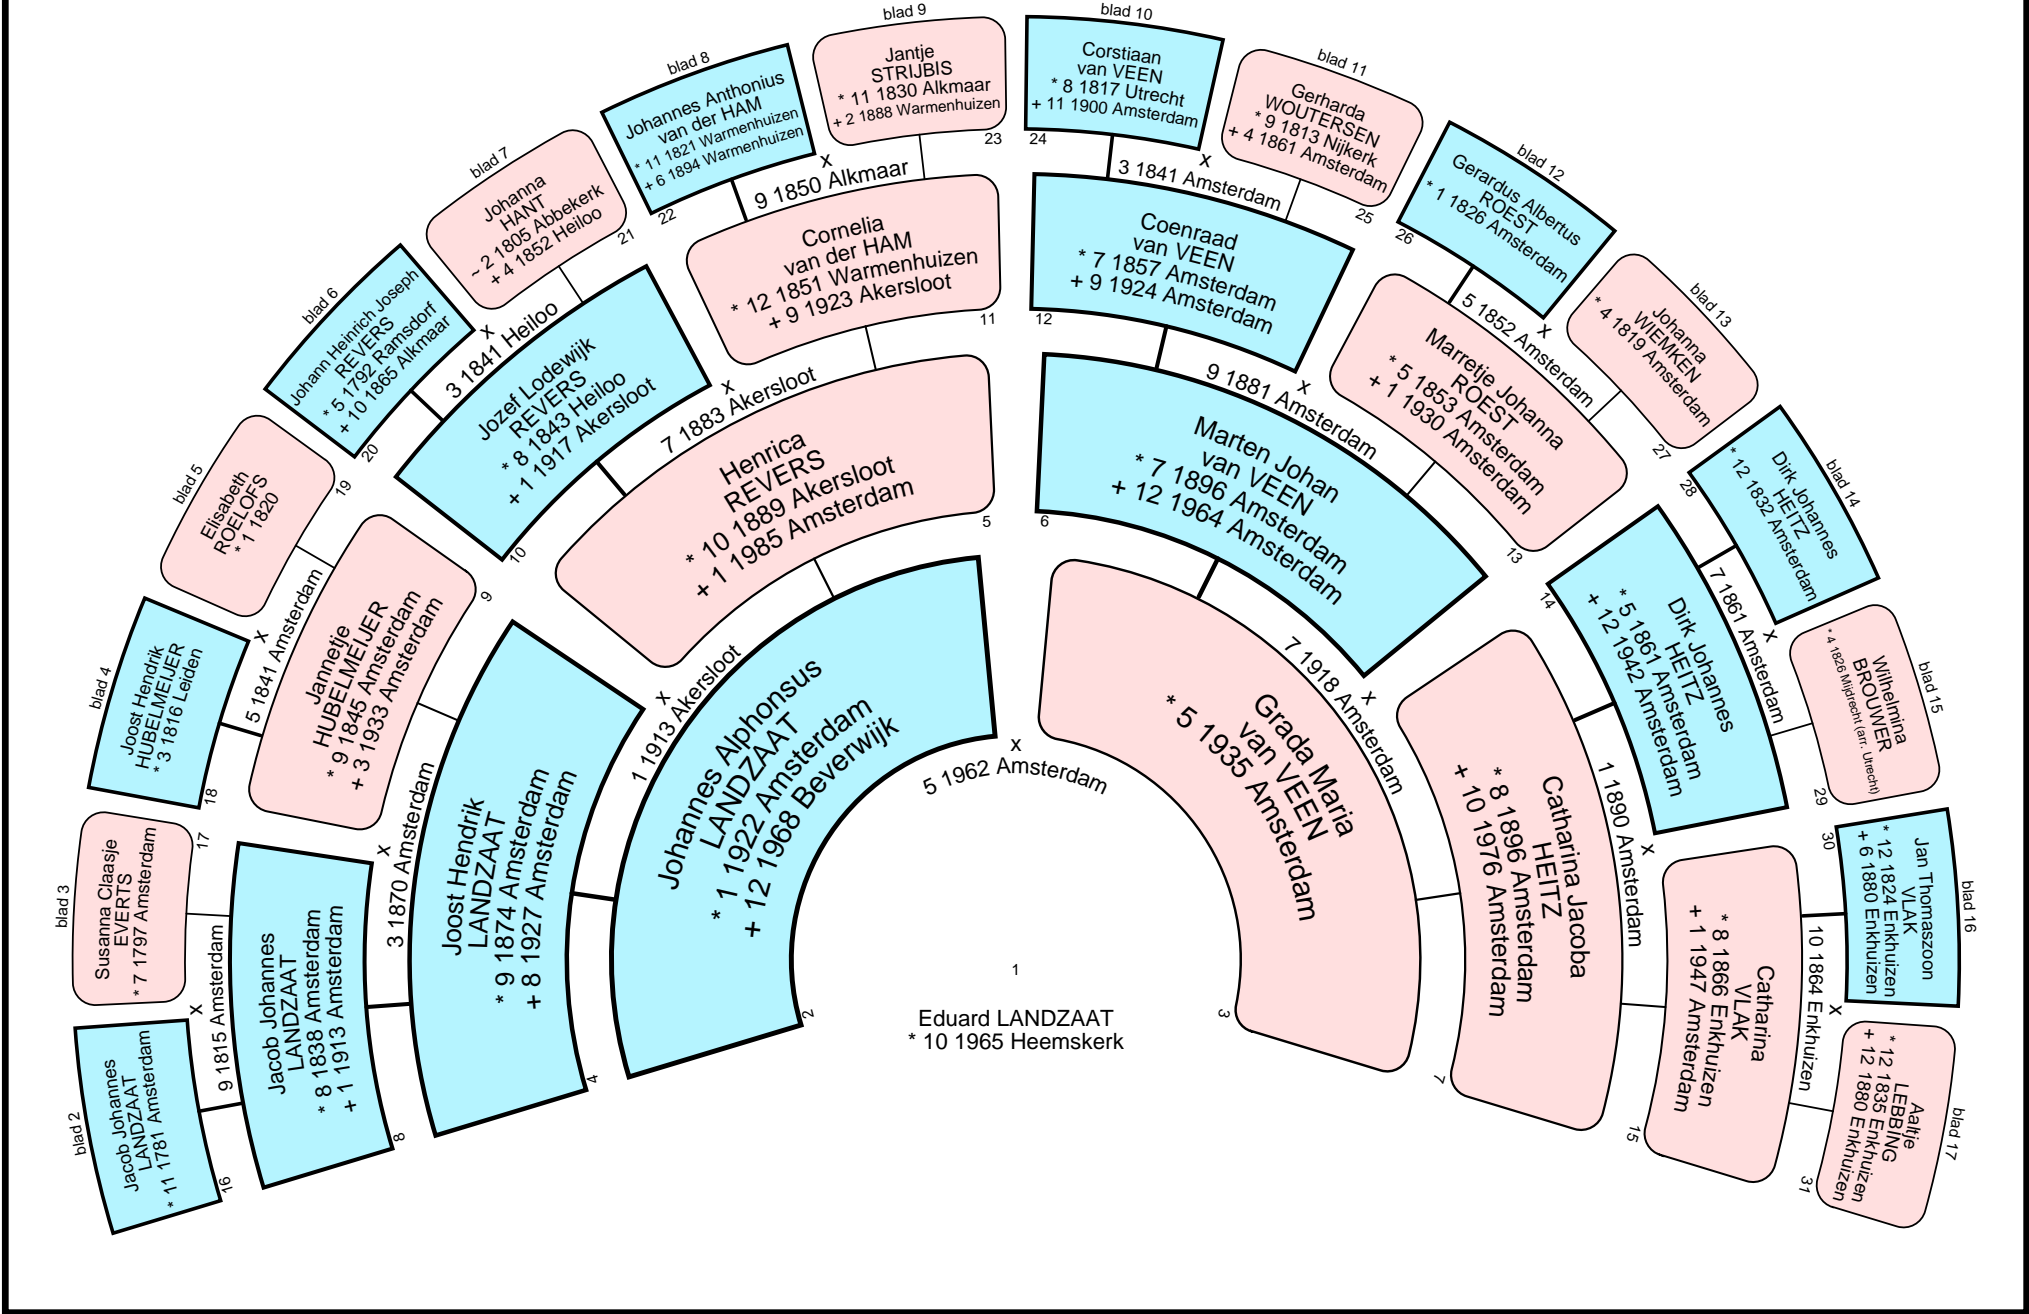 blad 2
Jacob Johannes
LANDZAAT
* 11 1781 Amsterdam
16
x
9 1815 Amsterdam
blad 3
Susanna Claasje
EVERTS
* 7 1797 Amsterdam
17
blad 4
Joost Hendrik
HUBELMEIJER
* 3 1816 Leiden
18
x
5 1841 Amsterdam
blad 5
Elisabeth
ROELOFS
* 1 1820
19
blad 6
Johann Heinrich Joseph
REVERS
* 5 1792 Ramsdorf
+ 10 1865 Alkmaar
20
x
3 1841 Heiloo
blad 7
Johanna
HANT
~ 2 1805 Abbekerk
+ 4 1852 Heiloo
21
blad 8
Johannes Anthonius
van der HAM
* 11 1821 Warmenhuizen
+ 6 1894 Warmenhuizen
22
x
9 1850 Alkmaar
blad 9
Jantje
STRIJBIS
* 11 1830 Alkmaar
+ 2 1888 Warmenhuizen
23
blad 10
Corstiaan
van VEEN
* 8 1817 Utrecht
+ 11 1900 Amsterdam
24
x
3 1841 Amsterdam
blad 11
Gerharda
WOUTERSEN
* 9 1813 Nijkerk
+ 4 1861 Amsterdam
25
blad 12
Gerardus Albertus
ROEST
* 1 1826 Amsterdam
26
x
5 1852 Amsterdam
blad 13
Johanna
WIEMKEN
* 4 1819 Amsterdam
27
blad 14
Dirk Johannes
HEITZ
* 12 1832 Amsterdam
28
x
7 1861 Amsterdam
blad 15
Wilhelmina
BROUWER
* 4 1826 Mijdrecht (arr. Utrecht)
29
blad 16
Jan Thomaszoon
VLAK
* 12 1824 Enkhuizen
+ 6 1880 Enkhuizen
30
x
10 1864 Enkhuizen
blad 17
Aaltje
LEBBING
* 12 1835 Enkhuizen
+ 12 1880 Enkhuizen
31
Jacob Johannes
LANDZAAT
* 8 1838 Amsterdam
+ 1 1913 Amsterdam
8
x
3 1870 Amsterdam
Jannetje
HUBELMEIJER
* 9 1845 Amsterdam
+ 3 1933 Amsterdam
9
Jozef Lodewijk
REVERS
* 8 1843 Heiloo
+ 1 1917 Akersloot
10
x
7 1883 Akersloot
Cornelia
van der HAM
* 12 1851 Warmenhuizen
+ 9 1923 Akersloot
11
Coenraad
van VEEN
* 7 1857 Amsterdam
+ 9 1924 Amsterdam
12
x
9 1881 Amsterdam
Marretje Johanna
ROEST
* 5 1853 Amsterdam
+ 1 1930 Amsterdam
13
Dirk Johannes
HEITZ
* 5 1861 Amsterdam
+ 12 1942 Amsterdam
14
x
1 1890 Amsterdam
Catharina
VLAK
* 8 1866 Enkhuizen
+ 1 1947 Amsterdam
15
Joost Hendrik
LANDZAAT
* 9 1874 Amsterdam
+ 8 1927 Amsterdam
4
x
1 1913 Akersloot
Henrica
REVERS
* 10 1889 Akersloot
+ 1 1985 Amsterdam
5
Marten Johan
van VEEN
* 7 1896 Amsterdam
+ 12 1964 Amsterdam
6
x
7 1918 Amsterdam
Catharina Jacoba
HEITZ
* 8 1896 Amsterdam
+ 10 1976 Amsterdam
7
Johannes Alphonsus
LANDZAAT
* 1 1922 Amsterdam
+ 12 1968 Beverwijk
2
x
5 1962 Amsterdam
Grada Maria
van VEEN
* 5 1935 Amsterdam
3
1
Eduard LANDZAAT
* 10 1965 Heemskerk